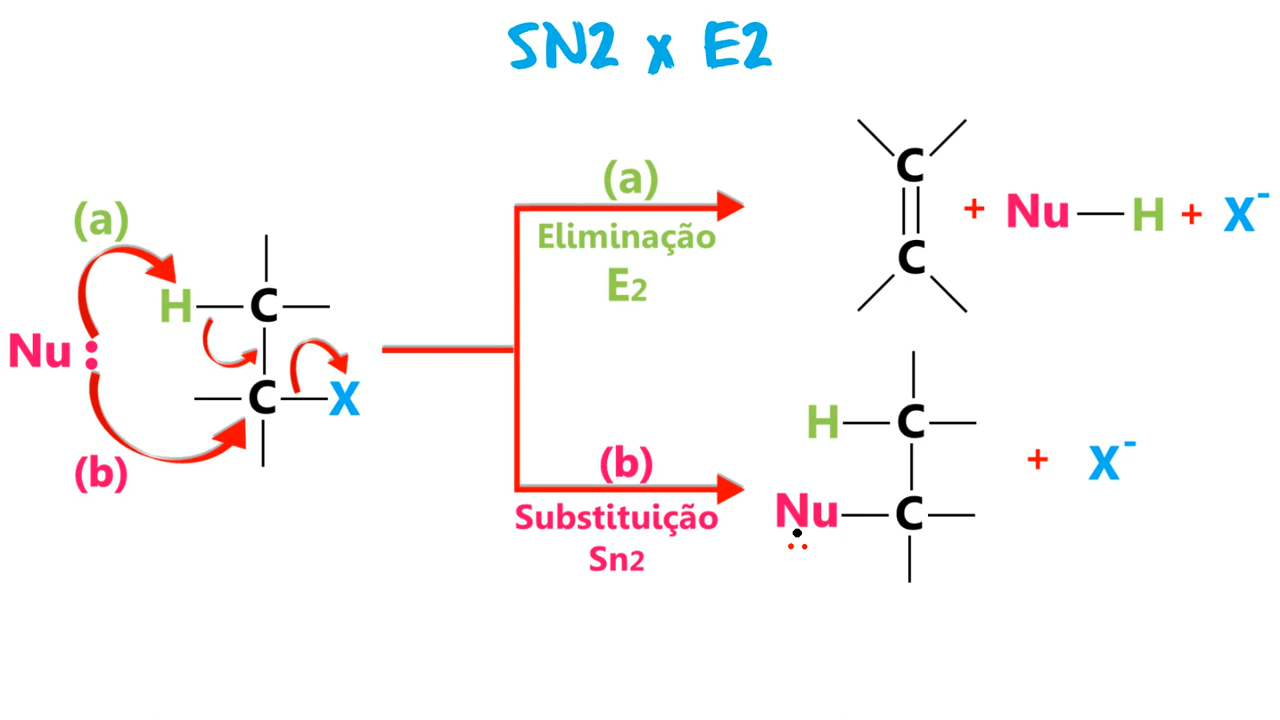 SN2 x E2
(a)
H C
Nu:
C X
(b)
(a)
Eliminação
E2
C
C
+ Nu H + X-
(b)
Substituição
Sn2
H C
Nu C
+ X-